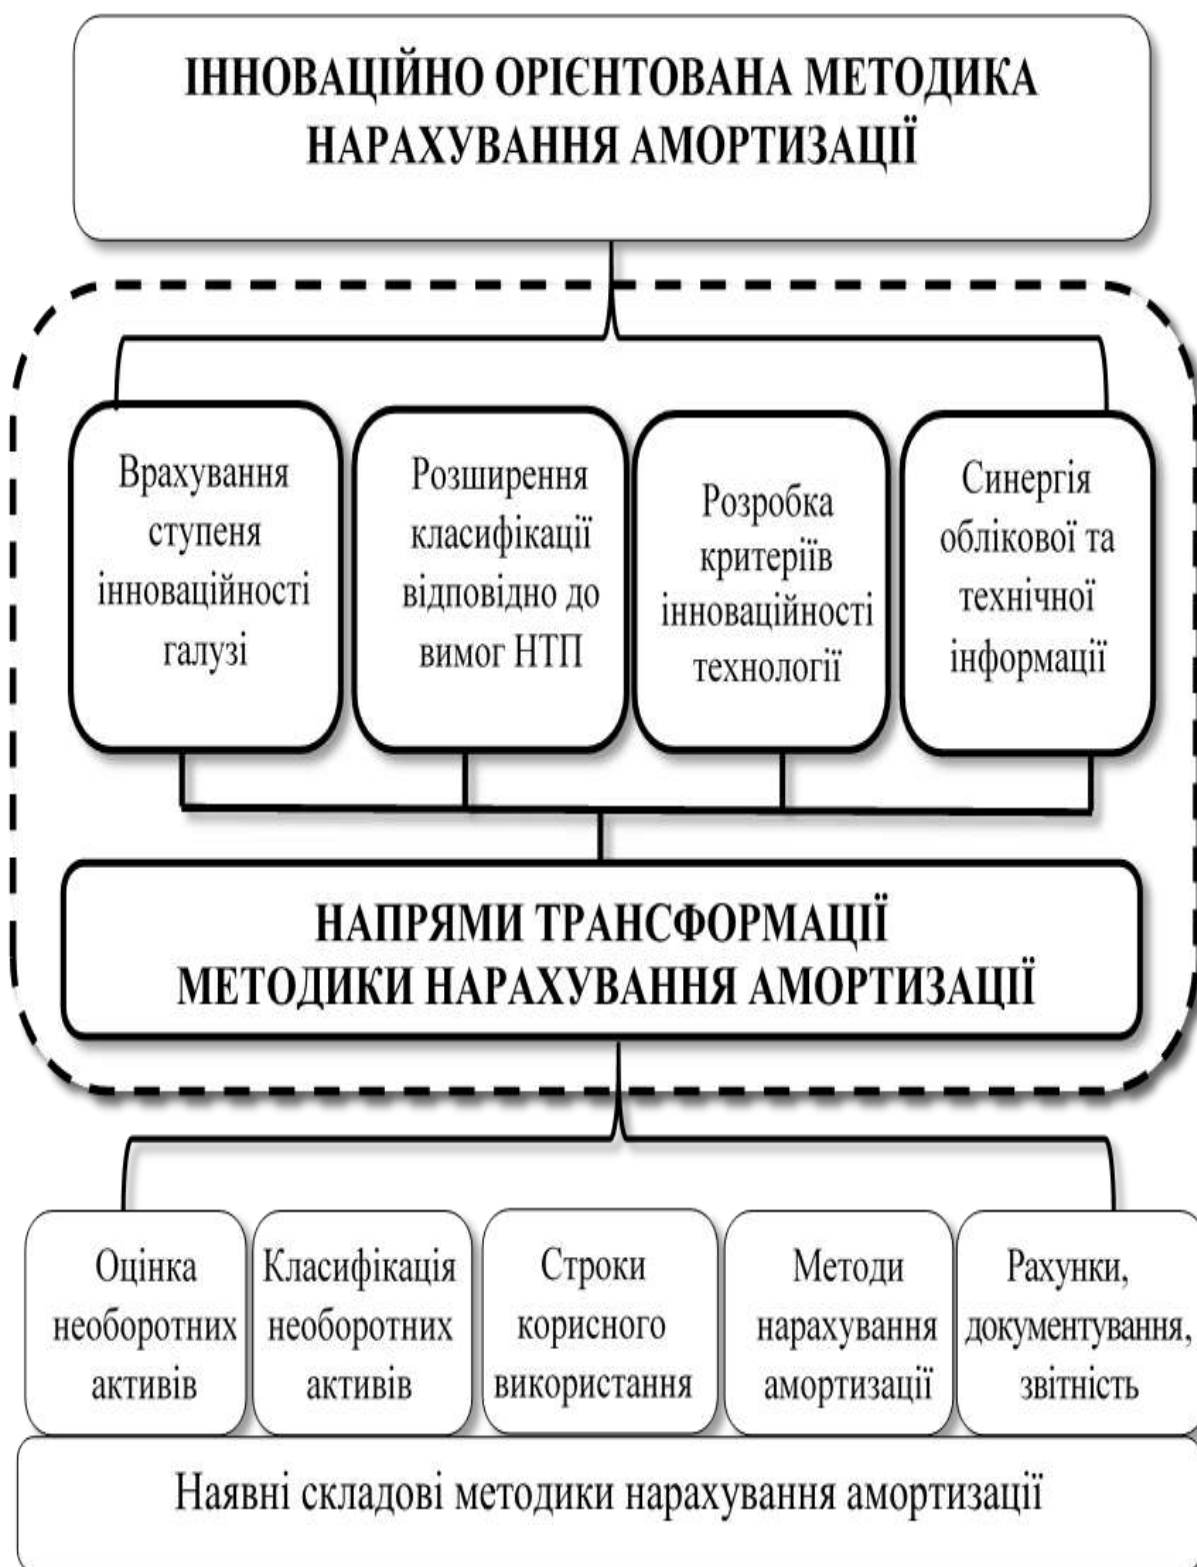 ІННОВАЦІЙНО ОРІЄНТОВАНА МЕТОДИКА
НАРАХУВАННЯ АМОРТИЗАЦІЇ
Врахування
ступеня
інноваційності
галузі
Розширення
класифікації
відповідно до
вимог НТП
Розробка
критеріїв
інноваційності
технології
Синергія
облікової та
технічної
інформації
НАПРЯМИ ТРАНСФОРМАЦІЇ
МЕТОДИКИ НАРАХУВАННЯ АМОРТИЗАЦІЇ
Оцінка
необоротних
активів
Класифікація
необоротних
активів
Строки
корисного
використання
Методи
нарахування
амортизації
Рахунки,
документування,
звітність
Наявні складові методики нарахування амортизації